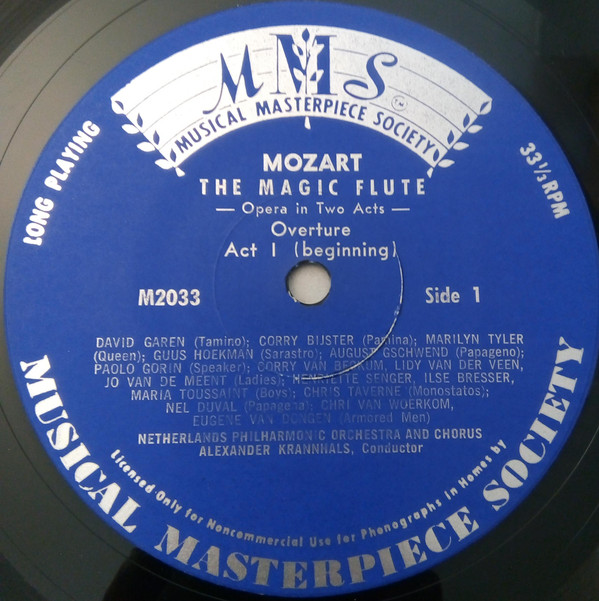 MMS
TM
MUSICAL MASTERPIECE SOCIETY
LONG PLAYING
33 1/3 RPM
MOZART
THE MAGIC FLUTE
— Opera in Two Acts —
Overture
Act I (beginning)
M2033
Side 1
DAVID GAREN (Tamino); CORRY BIJSTER (Pamina); MARILYN TYLER
(Queen); GUUS HOEKMAN (Sarastro); AUGUST GSCHWEND (Papageno);
PAOLO GORIN (Speaker); CORRY VAN BECKUM, LIDY VAN DER VEEN,
JO VAN DE MEENT (Ladies); HENRIETTE SENGER, ILSE BRESSER,
MARIA TOUSSAINT (Boys); CHRIS TAVERNE (Monostatos);
NEL DUVAL (Papagena); CHRI VAN WOERKOM,
EUGENE VAN DONGEN (Armored Men)
NETHERLANDS PHILHARMONIC ORCHESTRA AND CHORUS
ALEXANDER KRANNHALS, Conductor
Licensed Only for Noncommercial Use for Phonographs in Homes by
MUSICAL MASTERPIECE SOCIETY